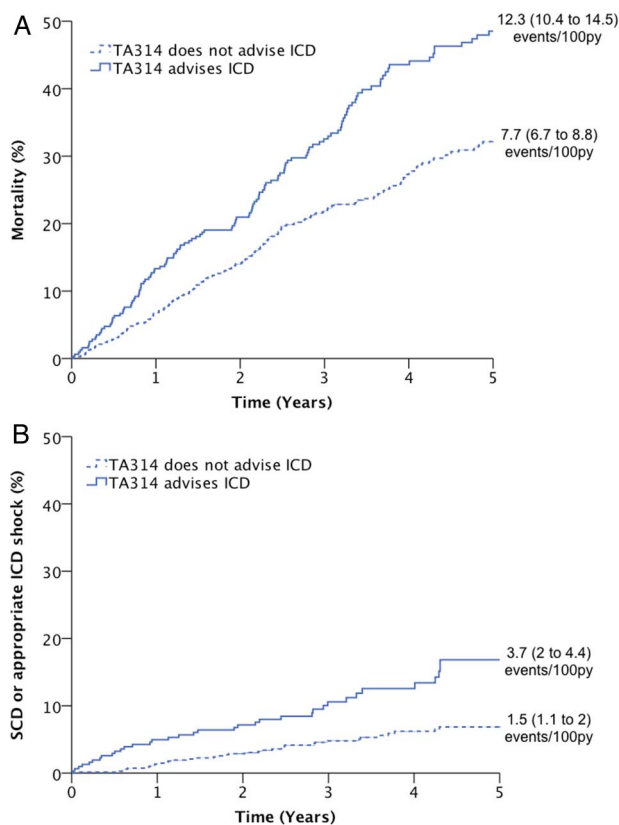 A
50
40
30
20
10
0
Mortality (%)
TA314 does not advise ICD
TA314 advises ICD
12.3 (10.4 to 14.5)
events/100py
7.7 (6.7 to 8.8)
events/100py
0 1 2 3 4 5
Time (Years)
B
50
40
30
20
10
0
SCD or appropriate ICD shock (%)
TA314 does not advise ICD
TA314 advises ICD
3.7 (2 to 4.4)
events/100py
1.5 (1.1 to 2)
events/100py
0 1 2 3 4 5
Time (Years)